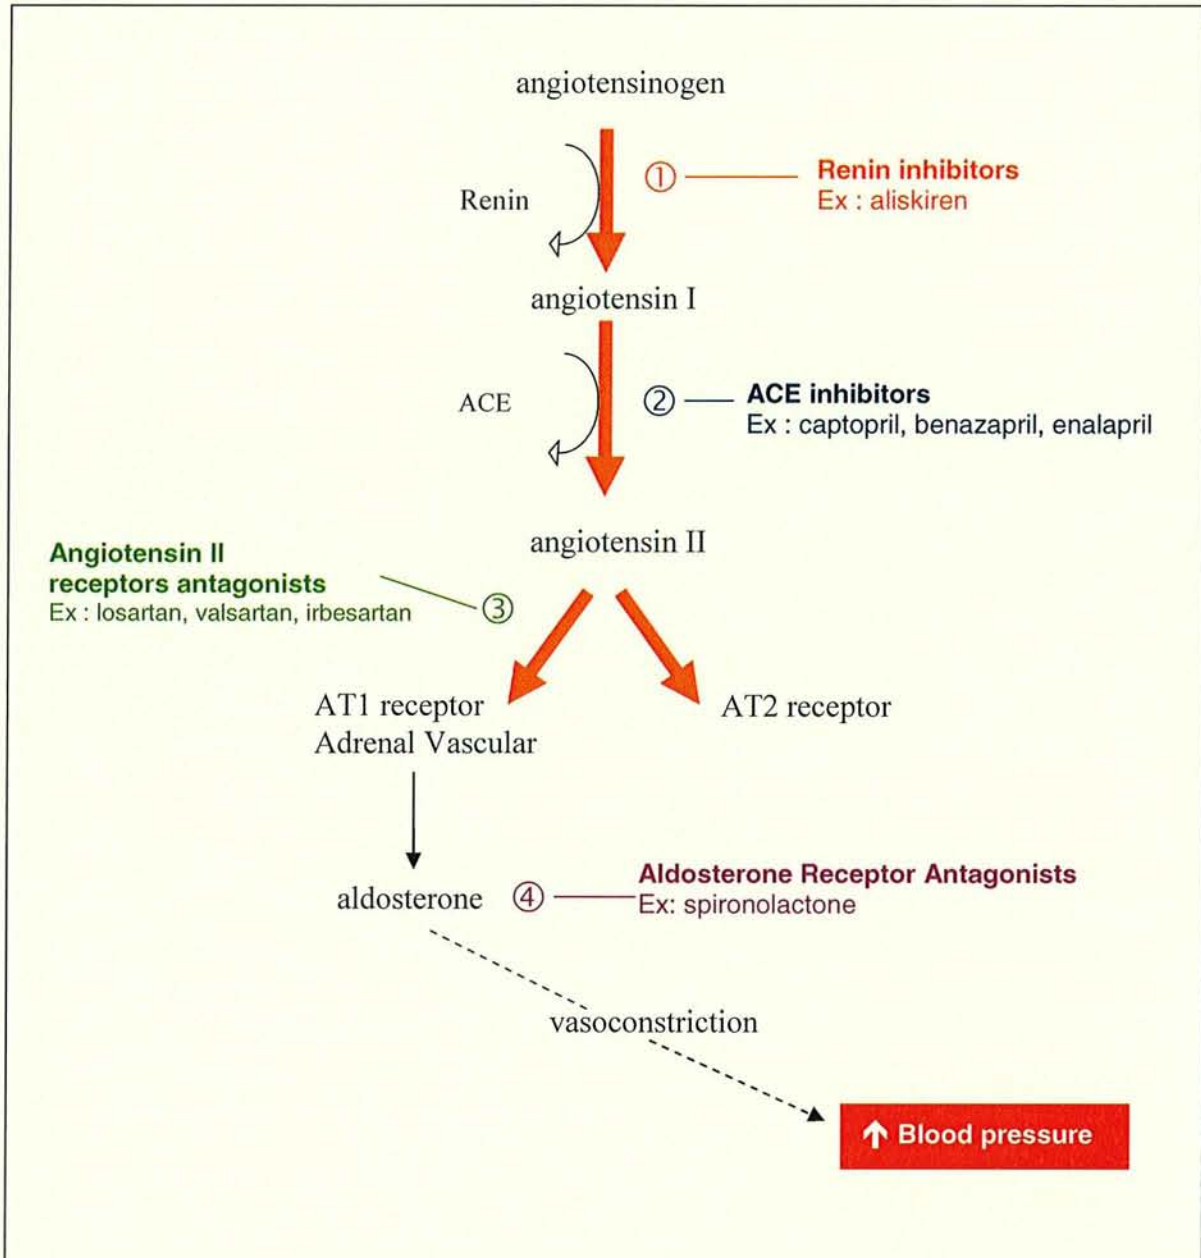 angiotensinogen
Renin
①
Renin inhibitors
Ex : aliskiren
angiotensin I
ACE
②
ACE inhibitors
Ex : captopril, benazapril, enalapril
angiotensin II
Angiotensin II
receptors antagonists
Ex : losartan, valsartan, irbesartan
③
AT1 receptor
Adrenal Vascular
AT2 receptor
aldosterone
④
Aldosterone Receptor Antagonists
Ex: spironolactone
vasoconstriction
↑ Blood pressure